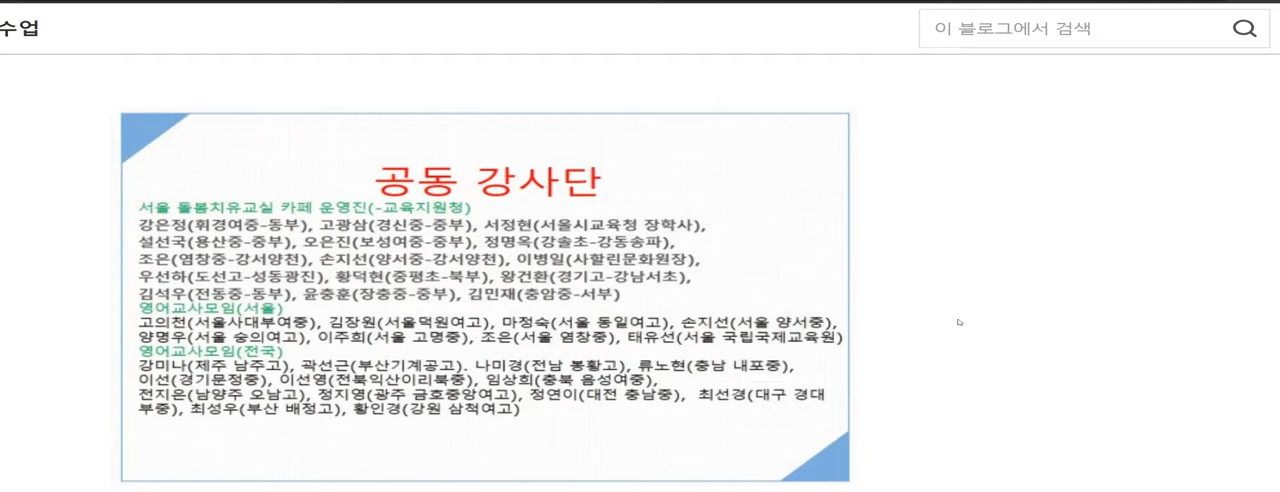 수업
이 블로그에서 검색
공동 강사단
서울 돌봄치유교실 카페 운영진(-교육지원청)
강은정(휘경여중-동부), 고광삼(경신중-중부), 서정현(서울시교육청 장학사),
설선국(용산중-중부), 오은진(보성여중-중부), 정명옥(강솔초-강동송파),
조은(염창중-강서양천), 손지선(양서중-강서양천), 이병일(사할린문화원장),
우선하(도선고-성동광진), 황덕현(중평초-북부), 왕건환(경기고-강남서초),
김석우(전동중-동부), 윤충훈(장충중-중부), 김민재(충암중-서부)
영어교사모임(서울)
고의천(서울사대부여중), 김장원(서울덕원여고), 마정숙(서울 동일여고), 손지선(서울 양서중),
양명우(서울 숭의여고), 이주희(서울 고명중), 조은(서울 염창중), 태유선(서울 국립국제교육원)
영어교사모임(전국)
강미나(제주 남주고), 곽선근(부산기계공고). 나미경(전남 봉황고), 류노현(충남 내포중),
이선(경기문정중), 이선영(전북익산이리북중), 임상희(충북 음성여중),
전지은(남양주 오남고), 정지영(광주 금호중앙여고), 정연이(대전 충남중), 최선경(대구 경대
부중), 최성우(부산 배정고), 황인경(강원 삼척여고)